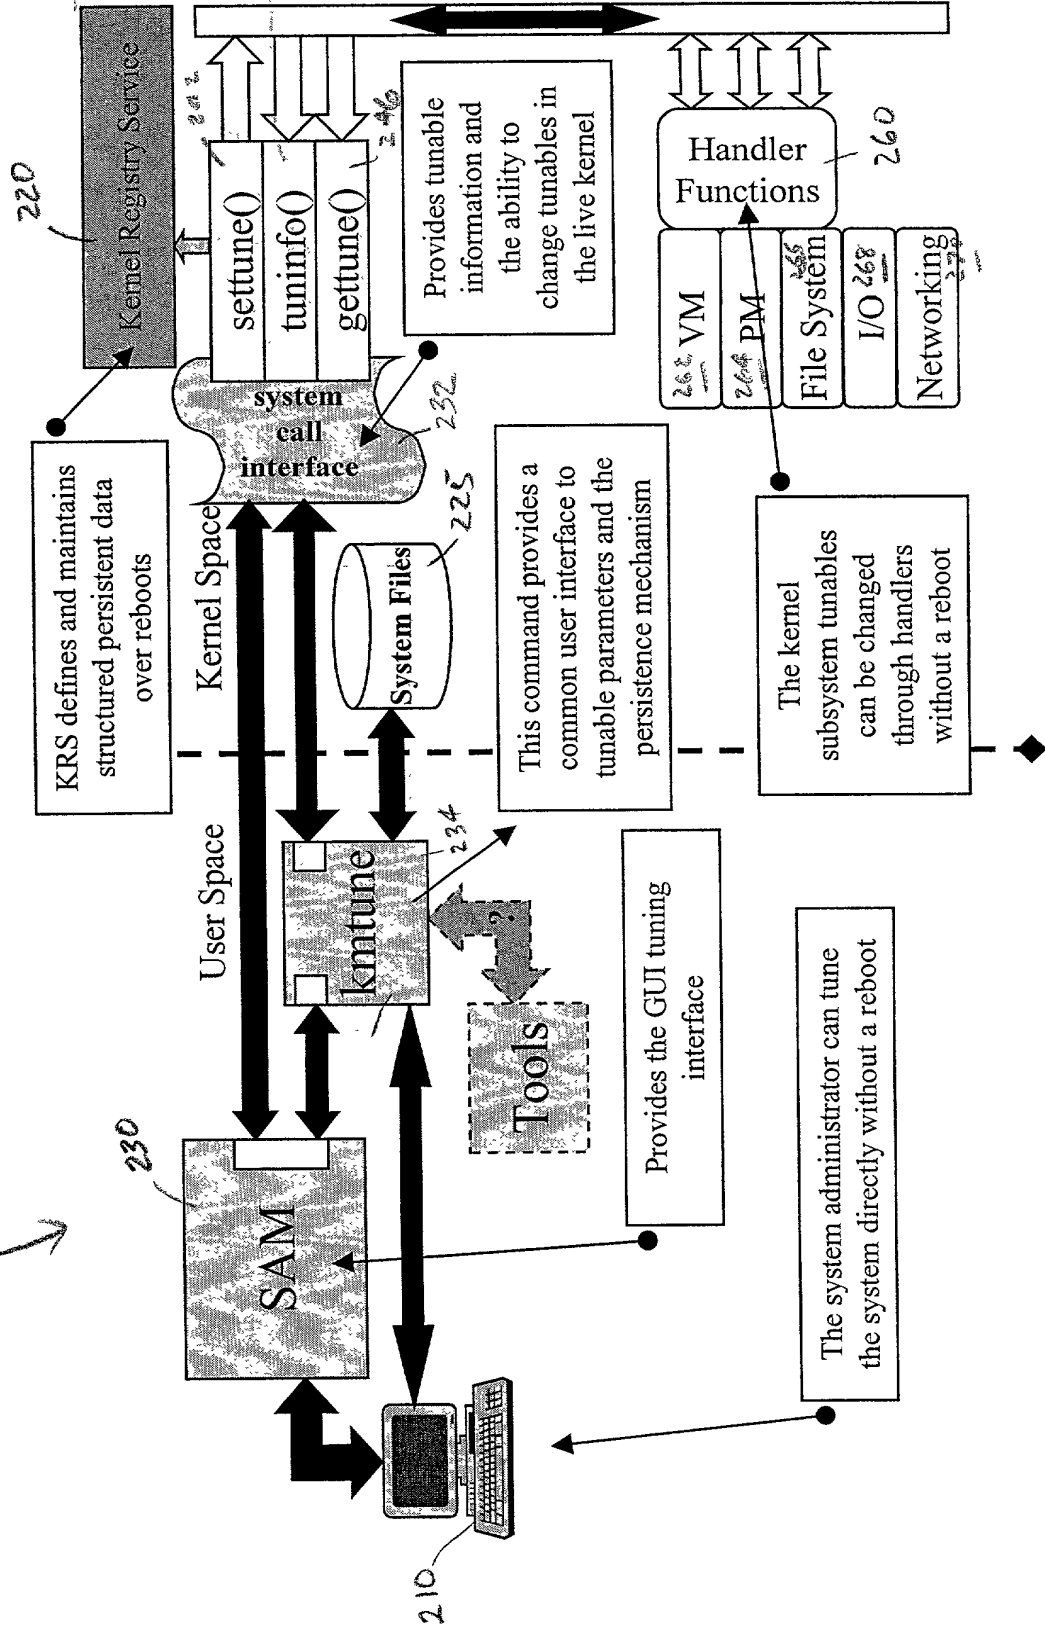 KRS defines and maintains
structured persistent data
over reboots
220
Kernel Registry Service
User Space
Kernel Space
230
SAM
kmtune
234
system
call
interface
232
settune()
tuninfo()
gettune()
System Files
225
Provides tunable
information and
the ability to
change tunables in
the live kernel
210
Tools
?
This command provides a
common user interface to
tunable parameters and the
persistence mechanism
Provides the GUI tuning
interface
Handler
Functions
260
262 VM
264 PM
File System
I/O 268
Networking
The kernel
subsystem tunables
can be changed
through handlers
without a reboot
The system administrator can tune
the system directly without a reboot